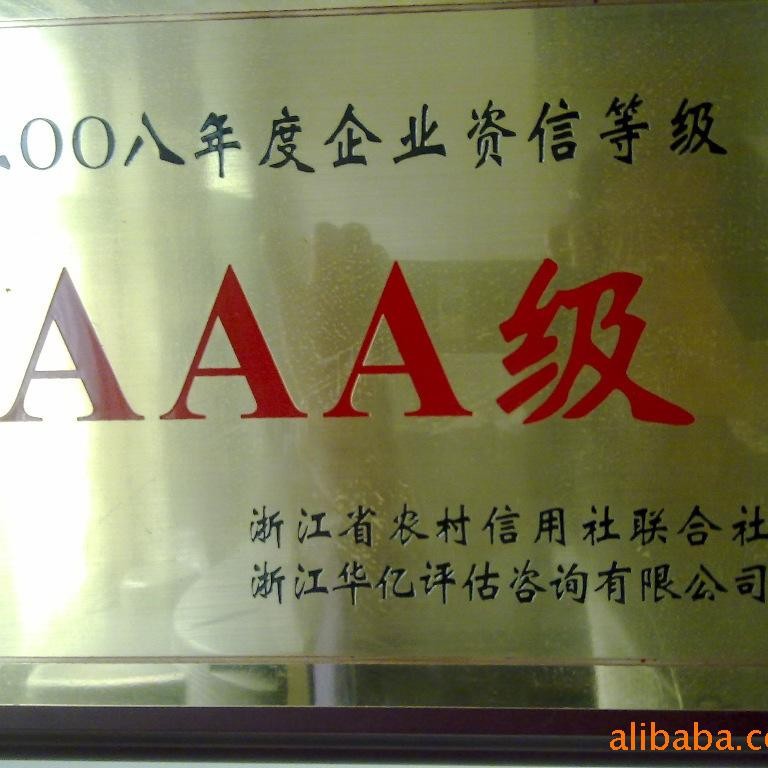 二OO八年度企业资信等级
AAA级
浙江省农村信用社联合社
浙江华亿评估咨询有限公司
alibaba.co